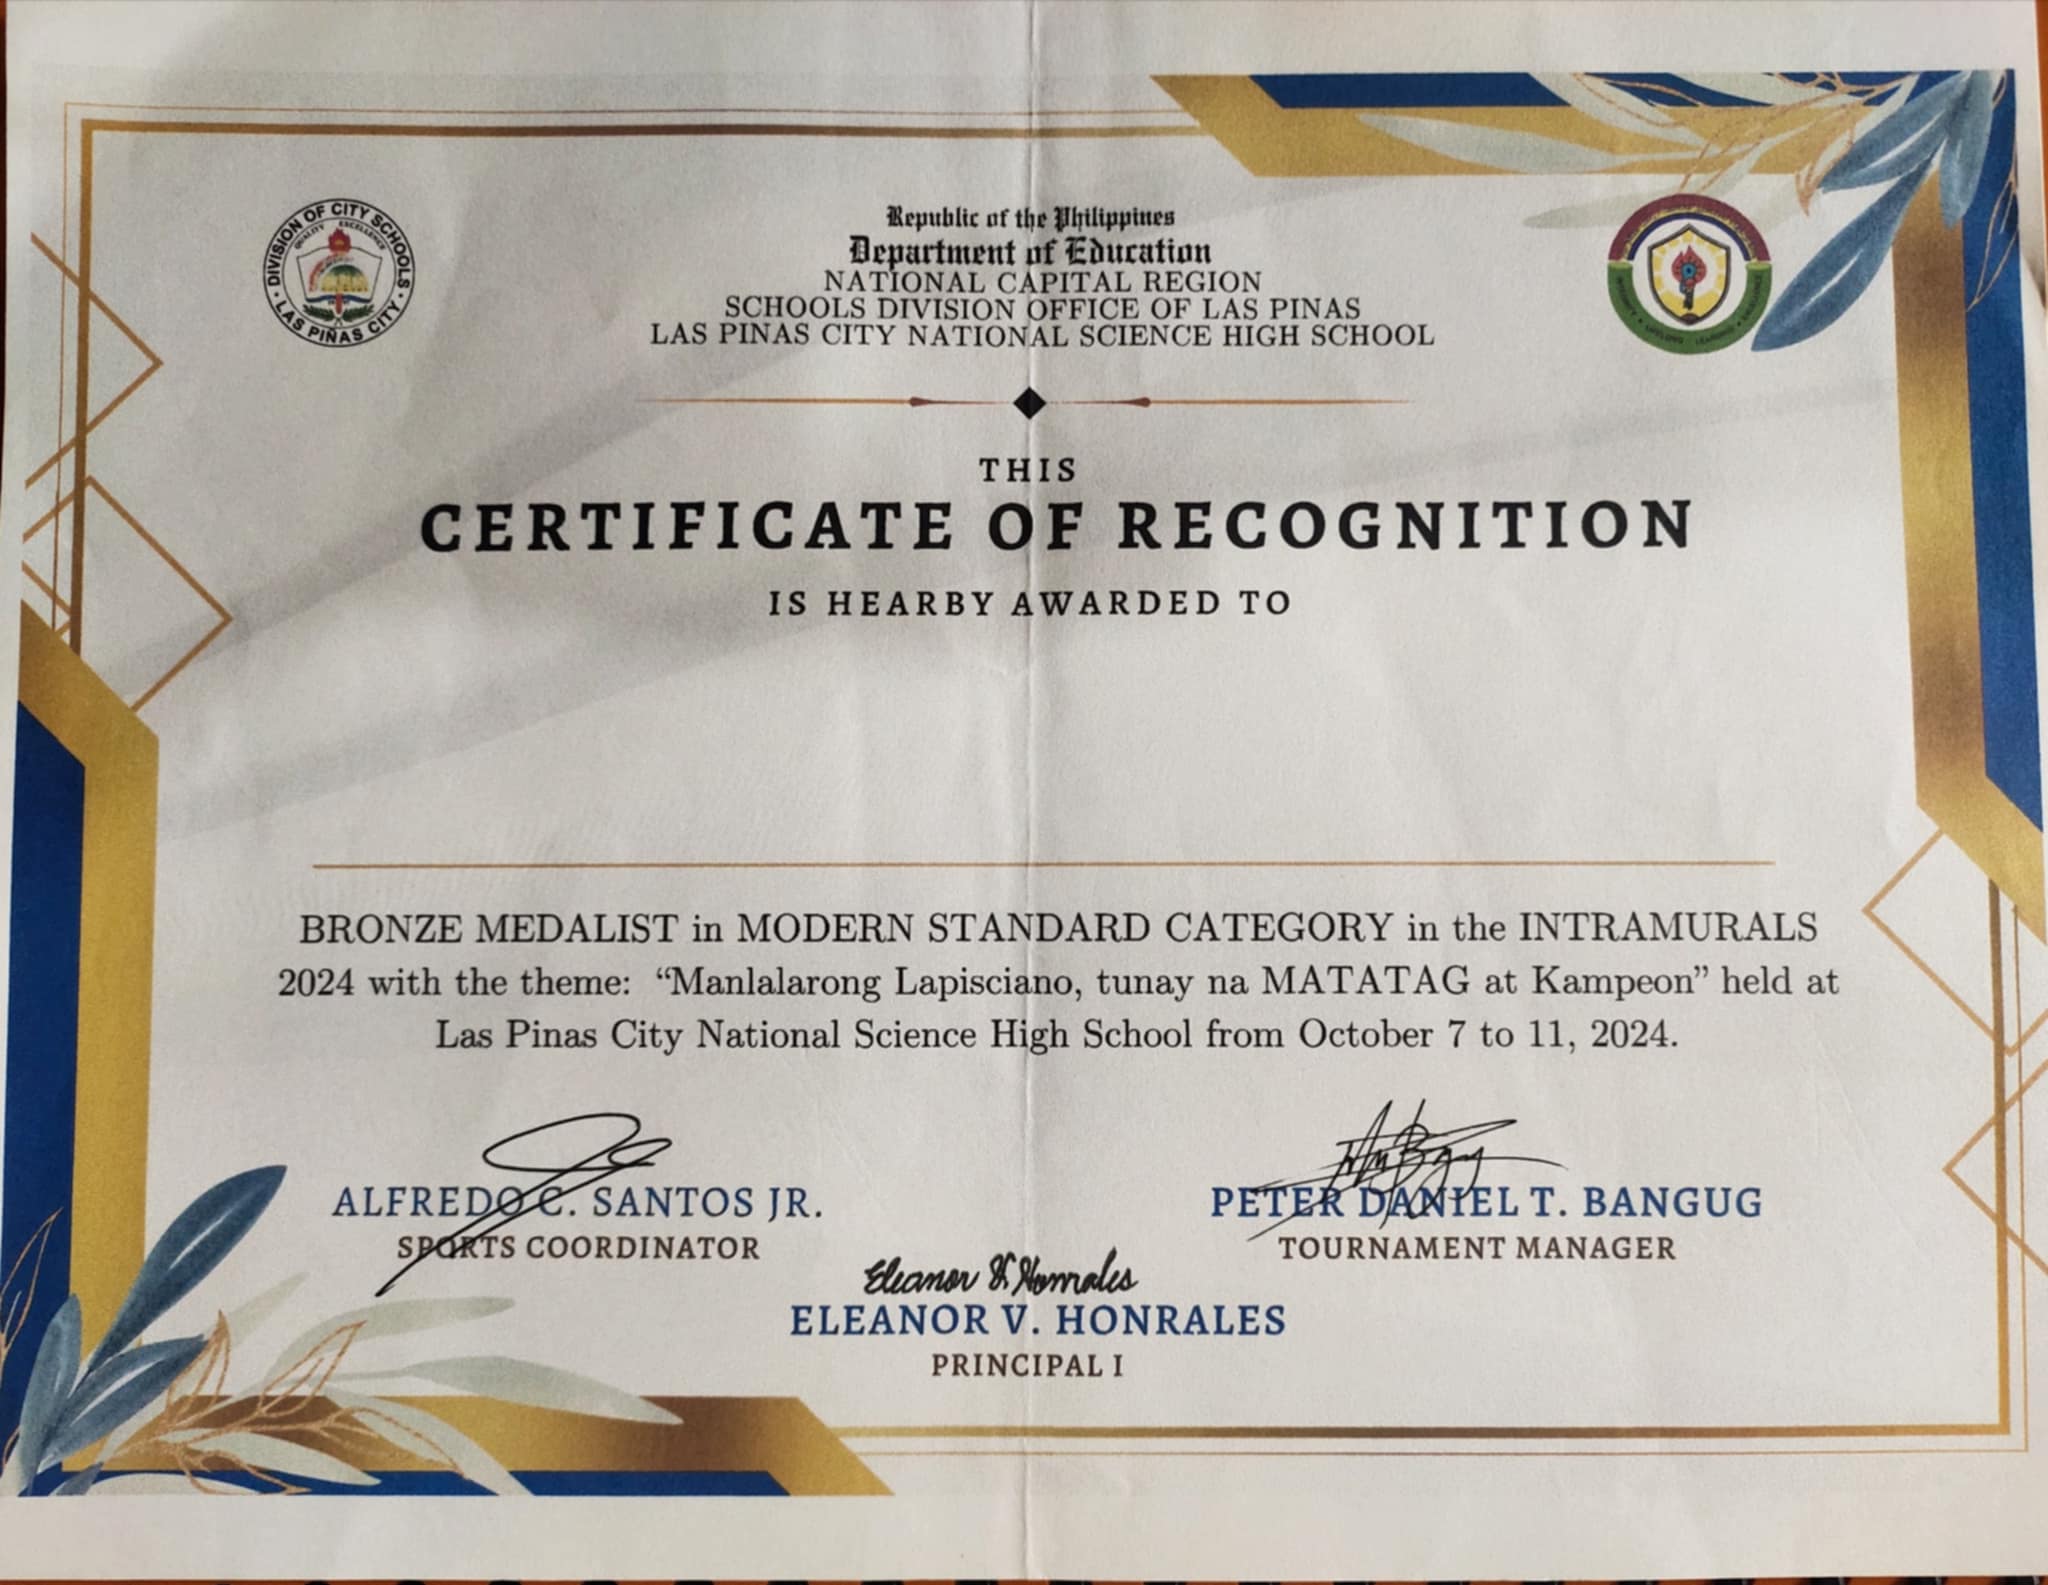 DIVISION OF CITY SCHOOLS
QUALITY EXCELLENCE
LAS PIÑAS CITY
Republic of the Philippines
Department of Education
NATIONAL CAPITAL REGION
SCHOOLS DIVISION OFFICE OF LAS PINAS
LAS PINAS CITY NATIONAL SCIENCE HIGH SCHOOL
THIS
CERTIFICATE OF RECOGNITION
IS HEARBY AWARDED TO
BRONZE MEDALIST in MODERN STANDARD CATEGORY in the INTRAMURALS
2024 with the theme: “Manlalarong Lapisciano, tunay na MATATAG at Kampeon” held at
Las Pinas City National Science High School from October 7 to 11, 2024.
ALFREDO C. SANTOS JR.
SPORTS COORDINATOR
PETER DANIEL T. BANGUG
TOURNAMENT MANAGER
Eleanor V. Honrales
ELEANOR V. HONRALES
PRINCIPAL I